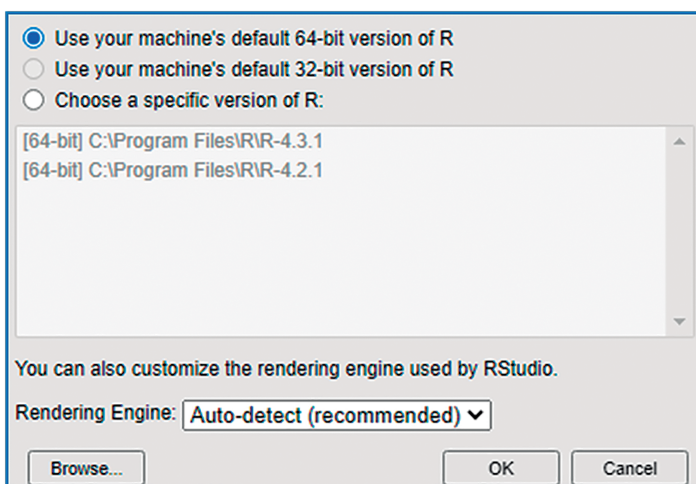 Use your machine's default 64-bit version of R
Use your machine's default 32-bit version of R
Choose a specific version of R:
[64-bit] C:\Program Files\R\R-4.3.1
[64-bit] C:\Program Files\R\R-4.2.1
You can also customize the rendering engine used by RStudio.
Rendering Engine: Auto-detect (recommended)
Browse... OK Cancel